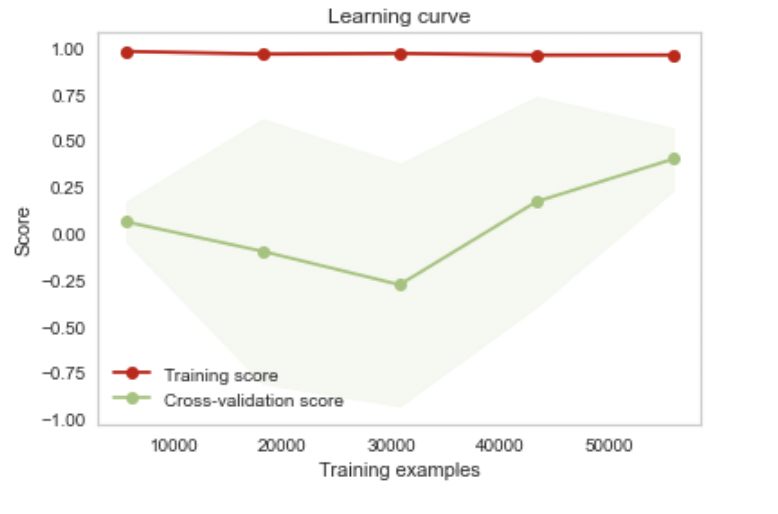 Learning curve
1.00
0.75
0.50
0.25
0.00
−0.25
−0.50
−0.75
−1.00
Score
Training score
Cross-validation score
10000 20000 30000 40000 50000
Training examples